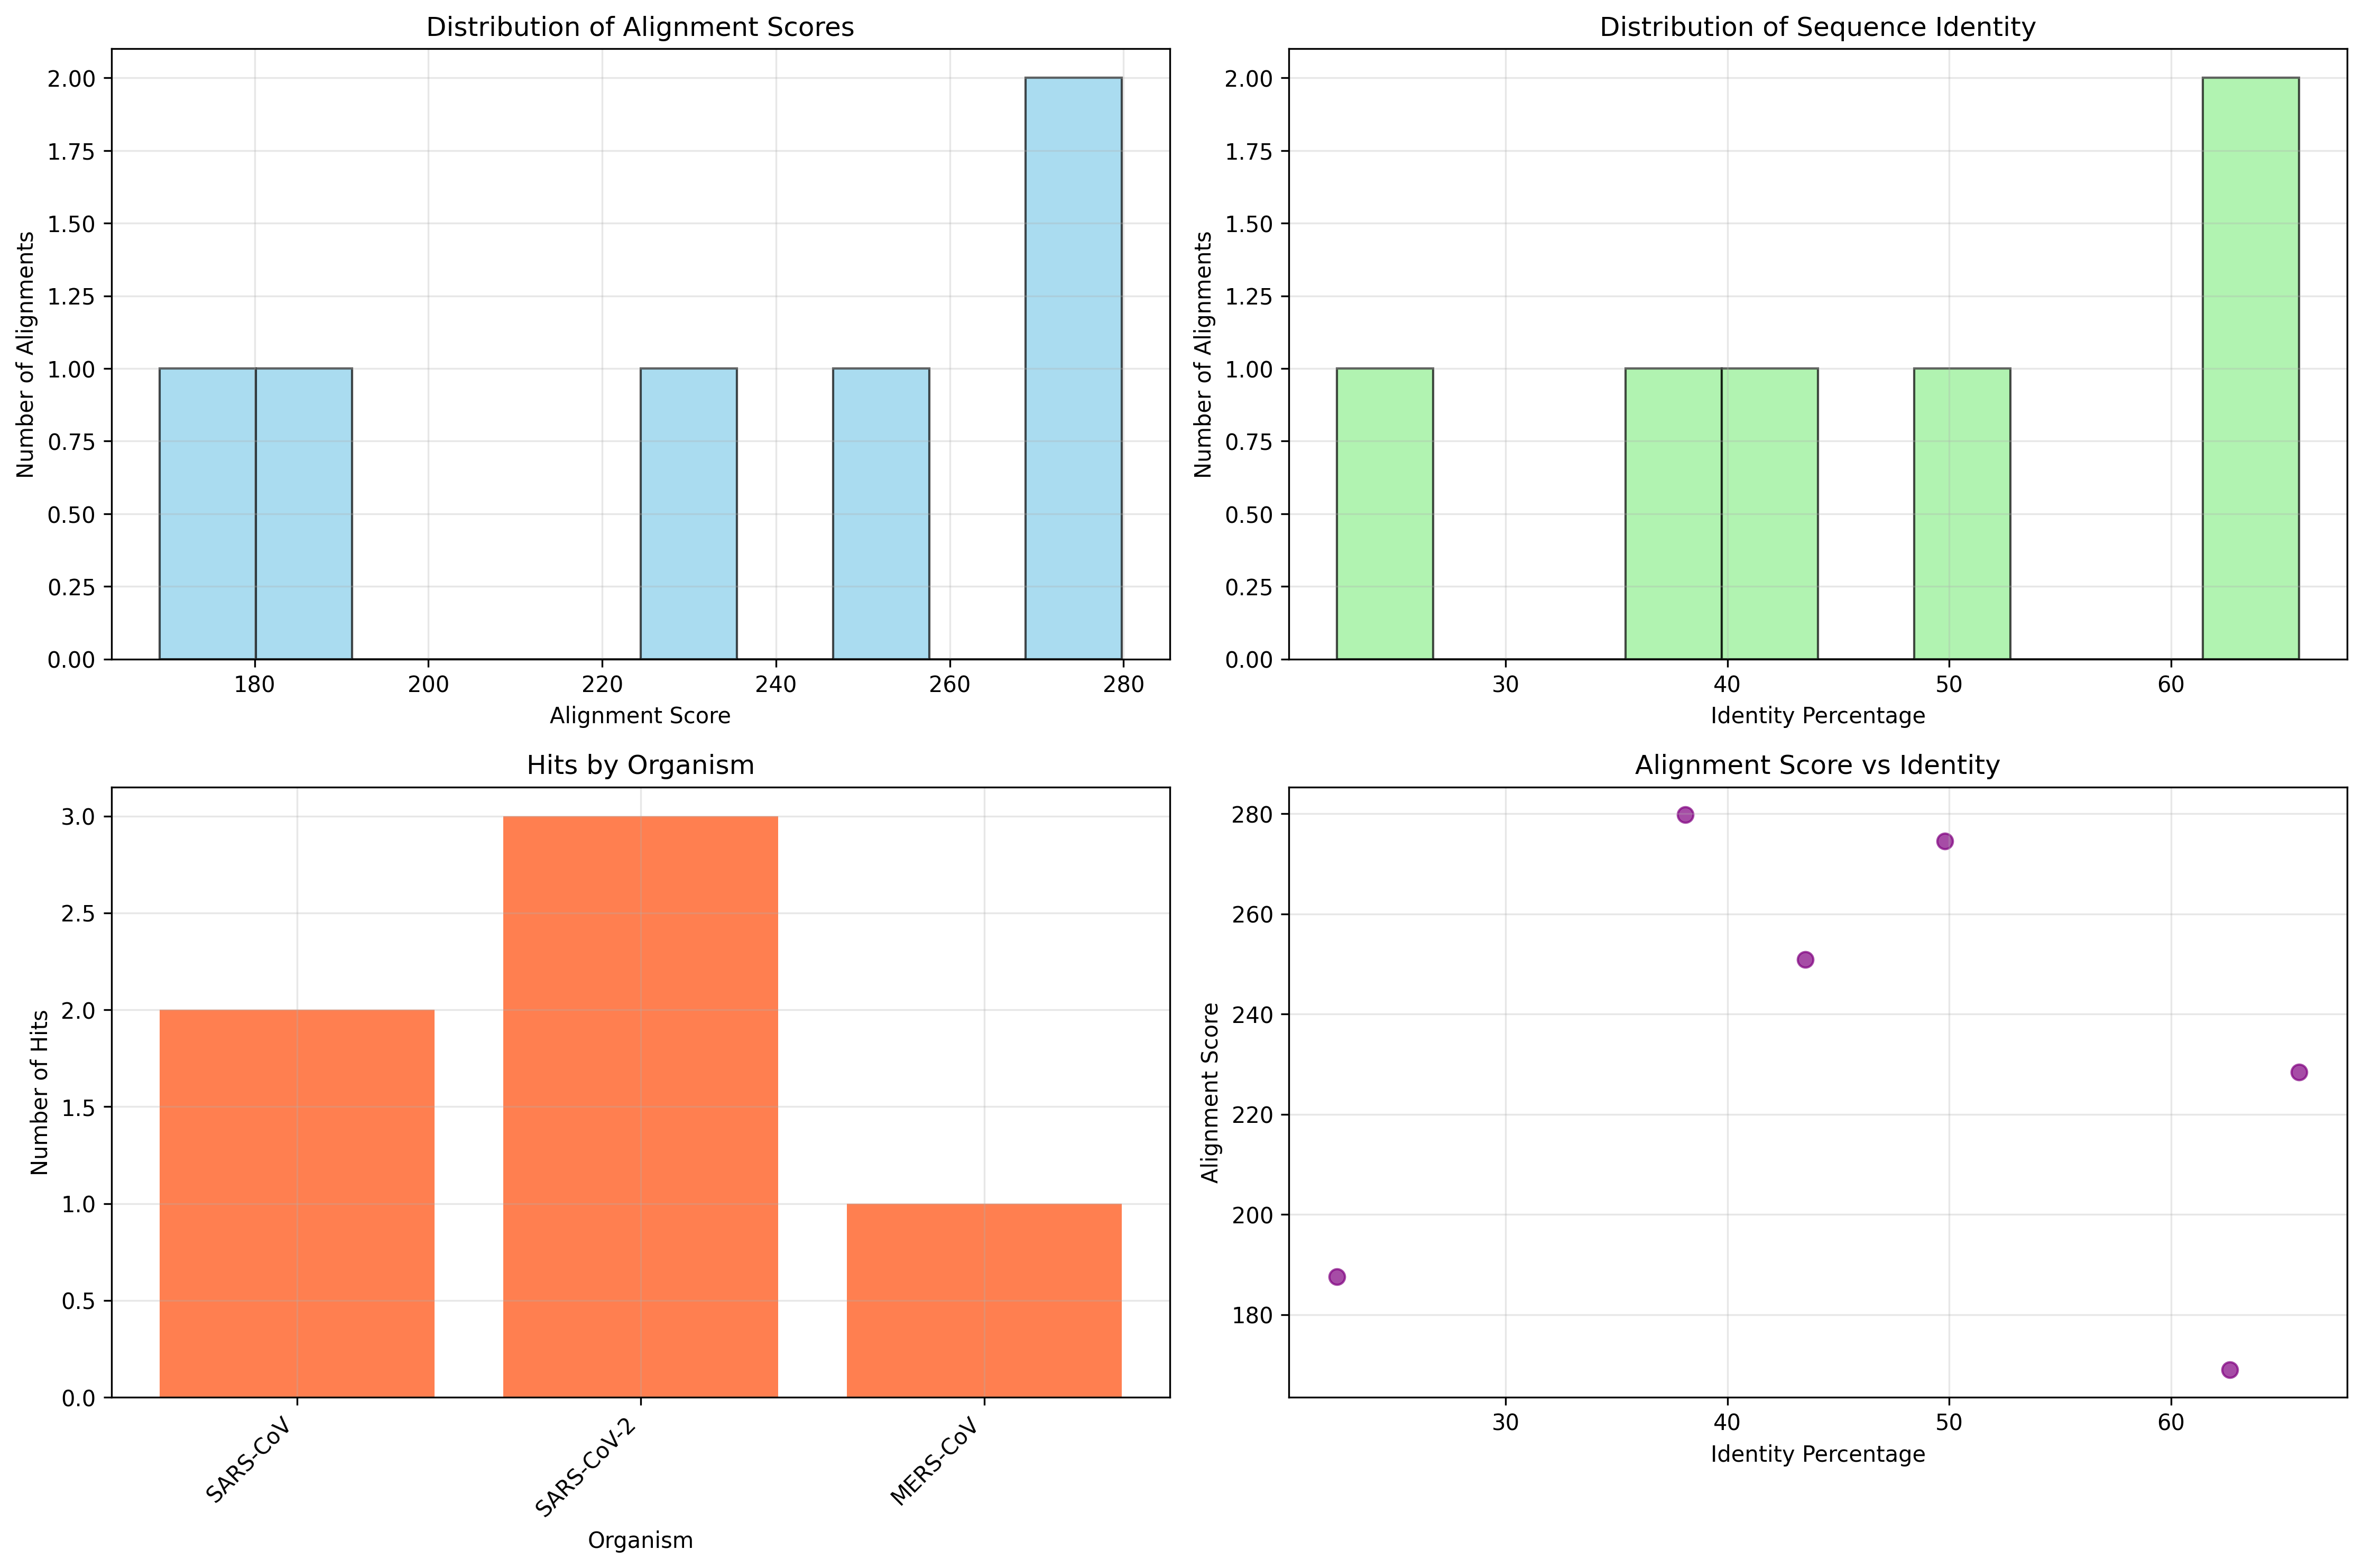 Distribution of Alignment Scores
Number of Alignments
2.00
1.75
1.50
1.25
1.00
0.75
0.50
0.25
0.00
180 200 220 240 260 280
Alignment Score
Distribution of Sequence Identity
Number of Alignments
2.00
1.75
1.50
1.25
1.00
0.75
0.50
0.25
0.00
30 40 50 60
Identity Percentage
Hits by Organism
Number of Hits
3.0
2.5
2.0
1.5
1.0
0.5
0.0
SARS-CoV
SARS-CoV-2
MERS-CoV
Organism
Alignment Score vs Identity
Alignment Score
280
260
240
220
200
180
30 40 50 60
Identity Percentage